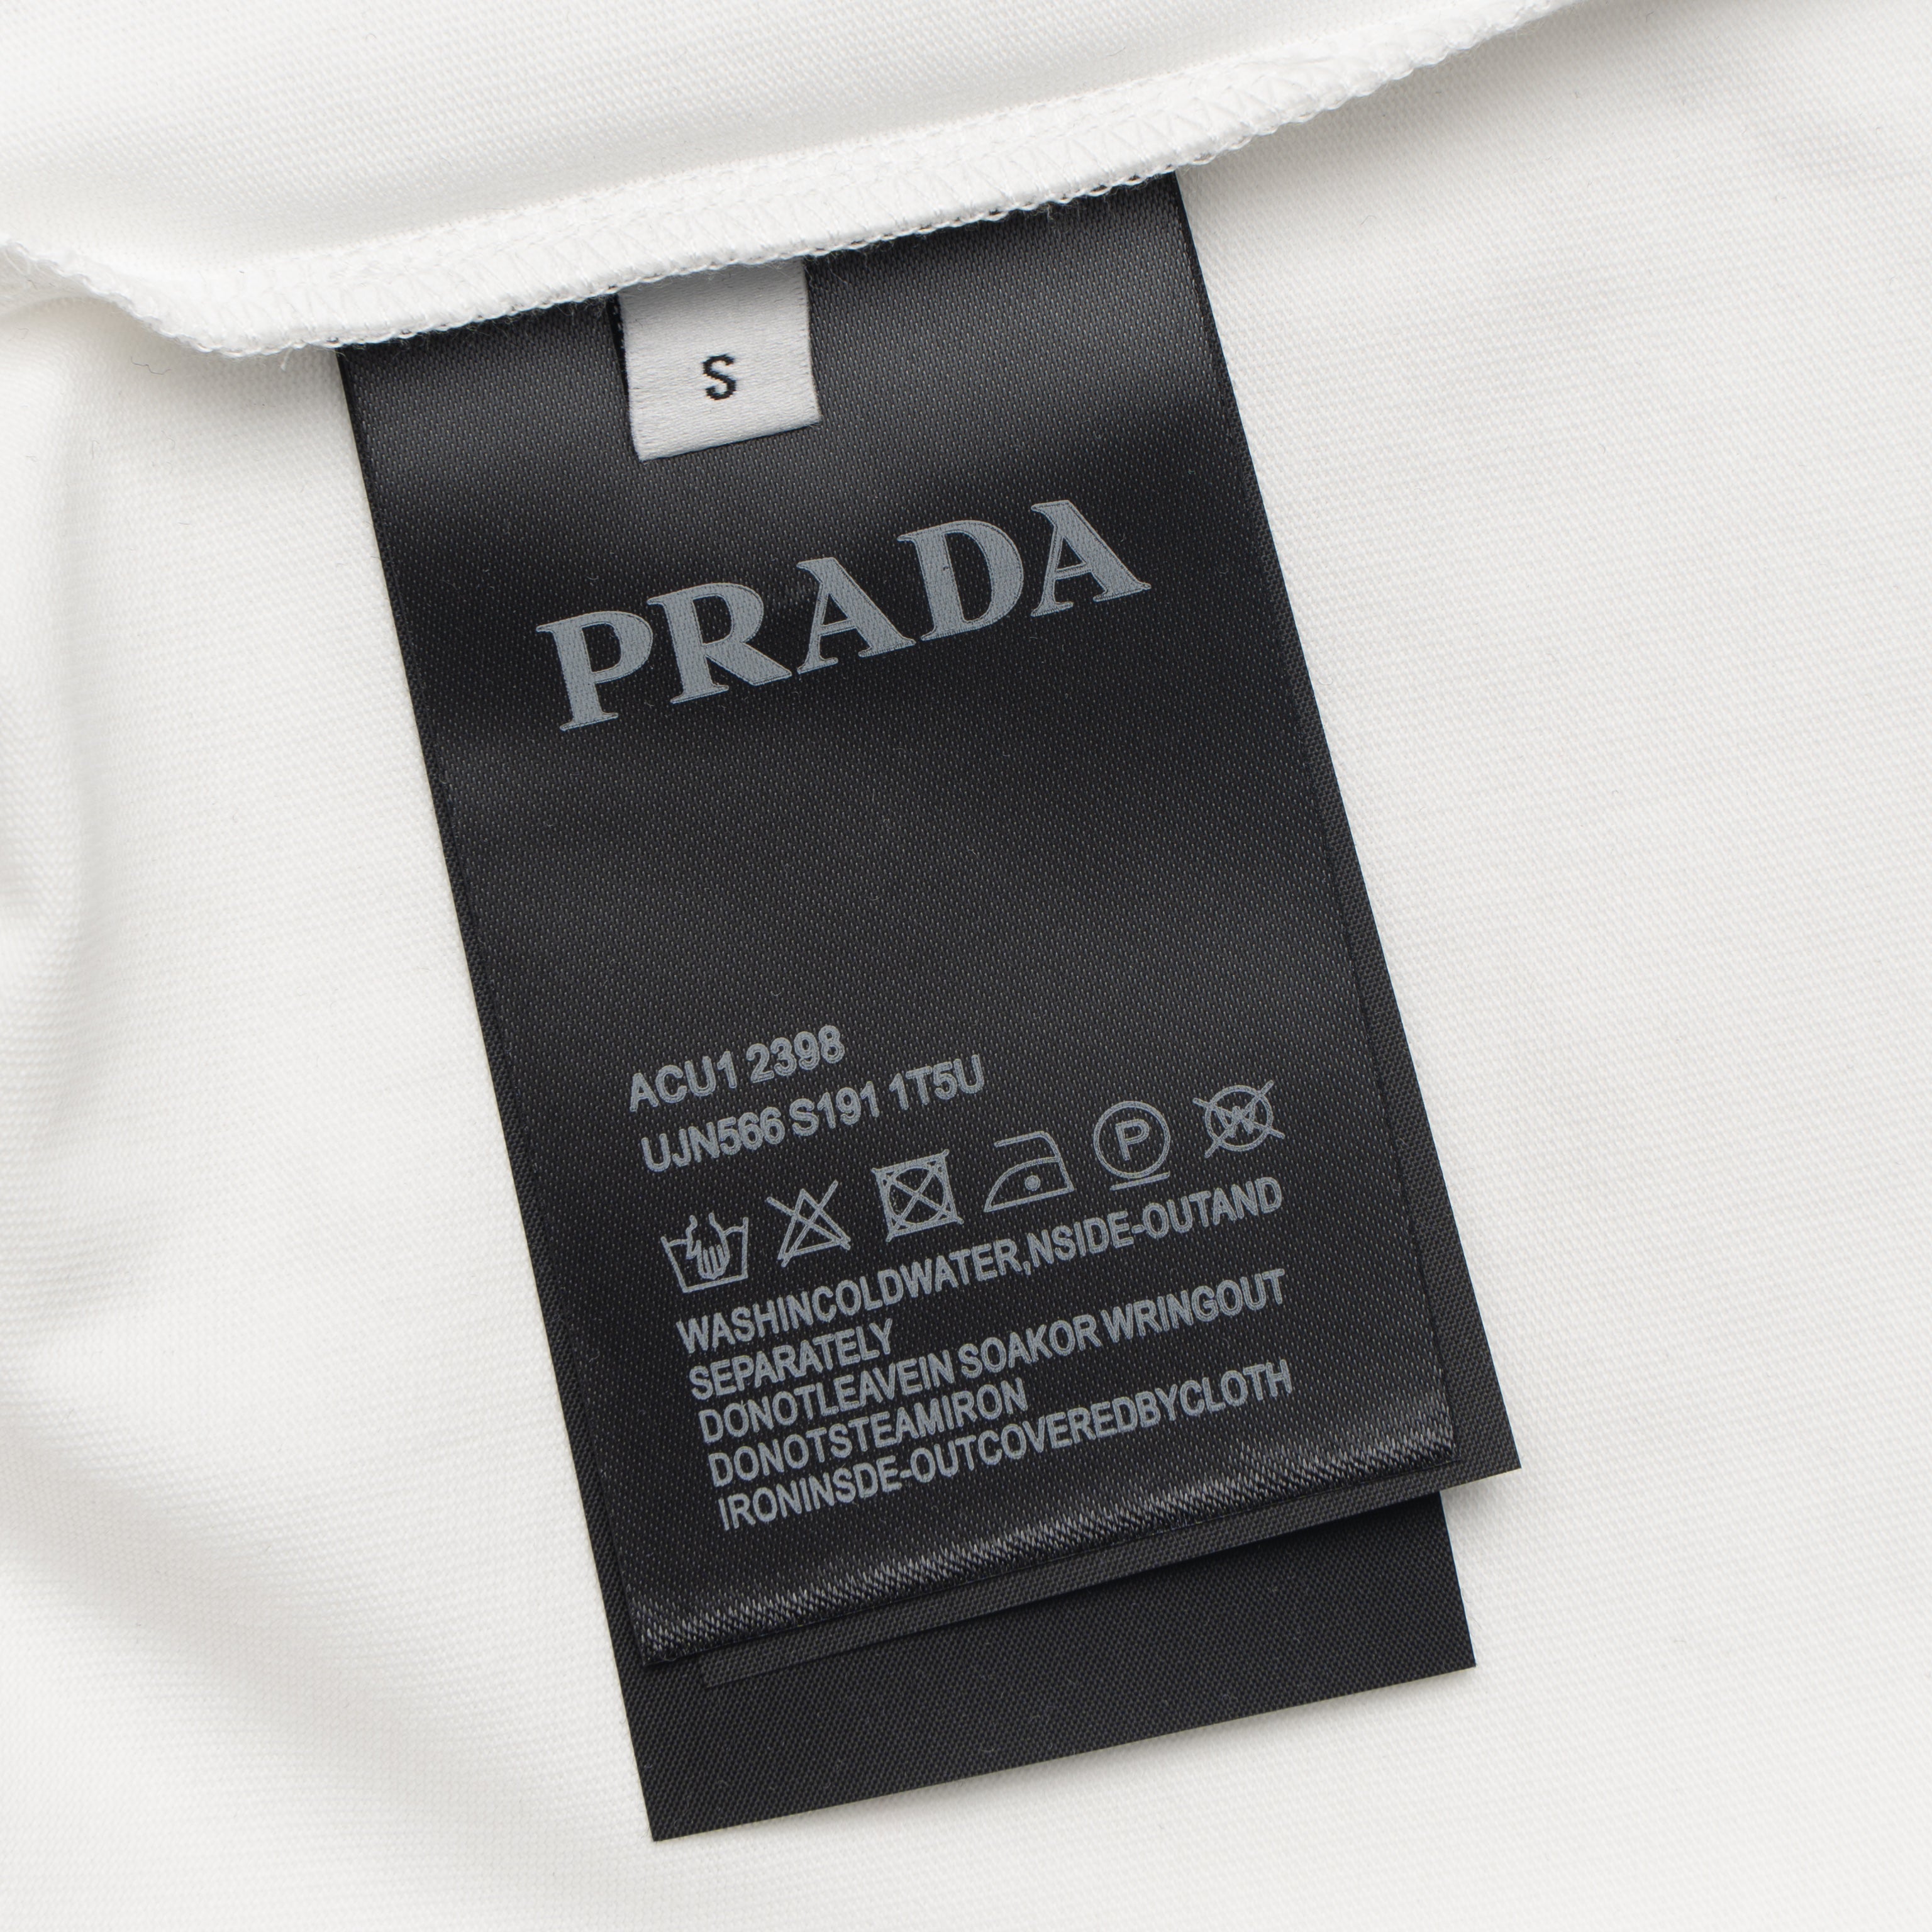 S
PRADA
ACU1 2398
UJN566 S191 1T5U
P W
WASHINCOLDWATER,NSIDE-OUTAND
SEPARATELY
DONOTLEAVEIN SOAKOR WRINGOUT
DONOTSTEAMIRON
IRONINSDE-OUTCOVEREDBYCLOTH